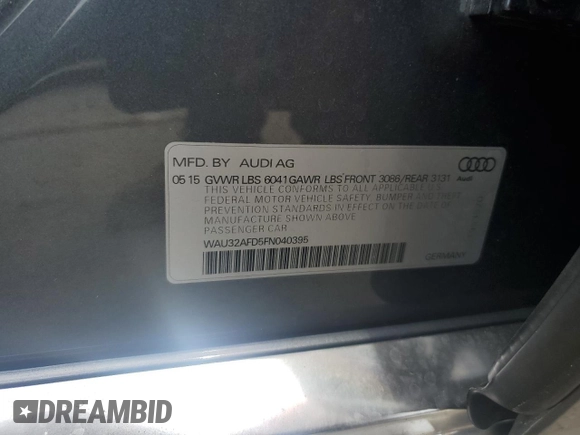 MFD. BY AUDI AG
05 15 GVWR LBS 6041 GAWR LBS FRONT 3086/REAR 3131
THIS VEHICLE CONFORMS TO ALL APPLICABLE U.S.
FEDERAL MOTOR VEHICLE SAFETY, BUMPER AND THEFT
PREVENTION STANDARDS IN EFFECT ON THE DATE OF
MANUFACTURE SHOWN ABOVE
PASSENGER CAR
WAU32AFD5FN040395
Audi
GERMANY
DREAMBID